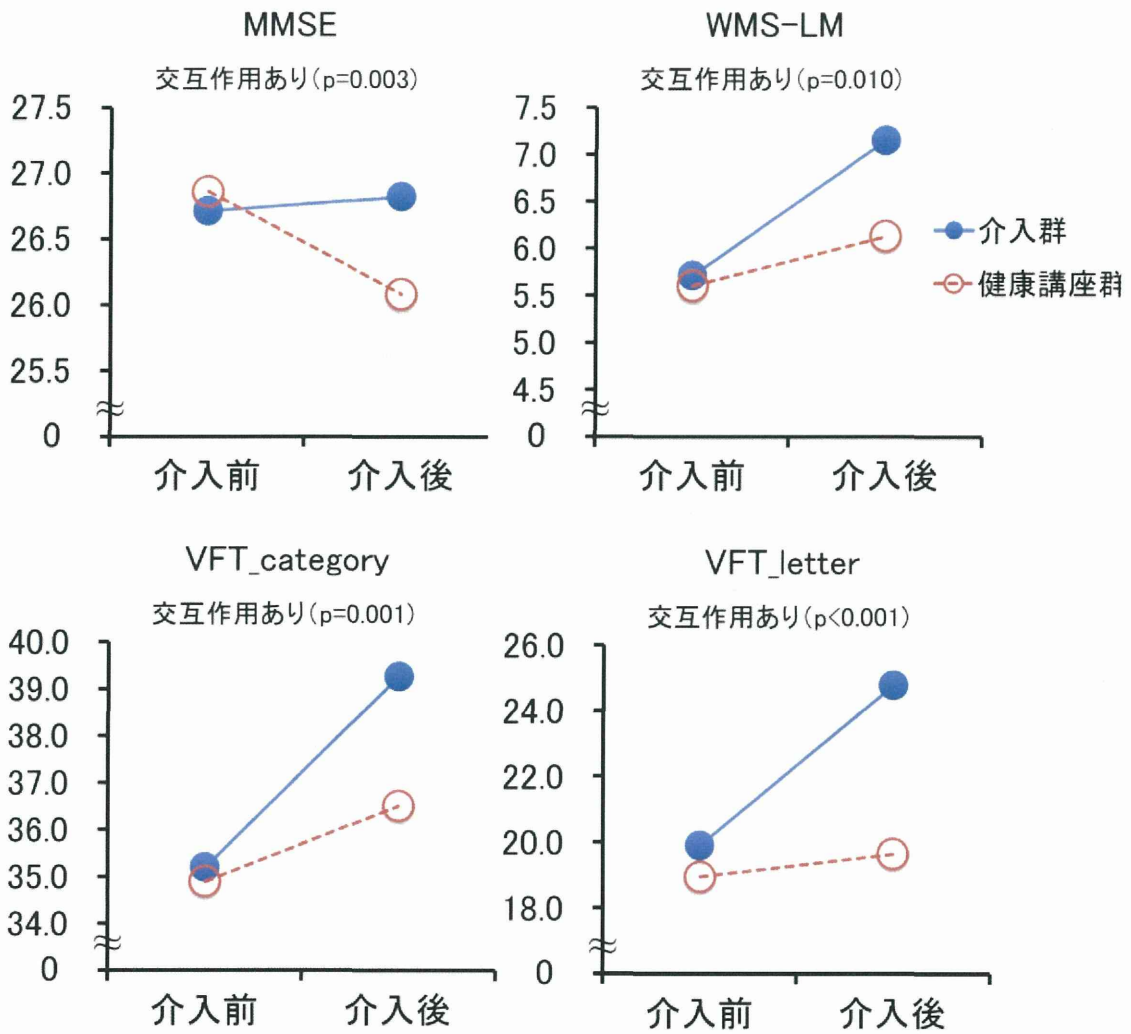 MMSE
交互作用あり(p=0.003)
27.5
27.0
26.5
26.0
25.5
0
介入前 介入後
WMS-LM
交互作用あり(p=0.010)
7.5
7.0
6.5
6.0
5.5
5.0
4.5
0
介入前 介入後
介入群
健康講座群
VFT_category
交互作用あり(p=0.001)
40.0
39.0
38.0
37.0
36.0
35.0
34.0
0
介入前 介入後
VFT_letter
交互作用あり(p<0.001)
26.0
24.0
22.0
20.0
18.0
0
介入前 介入後